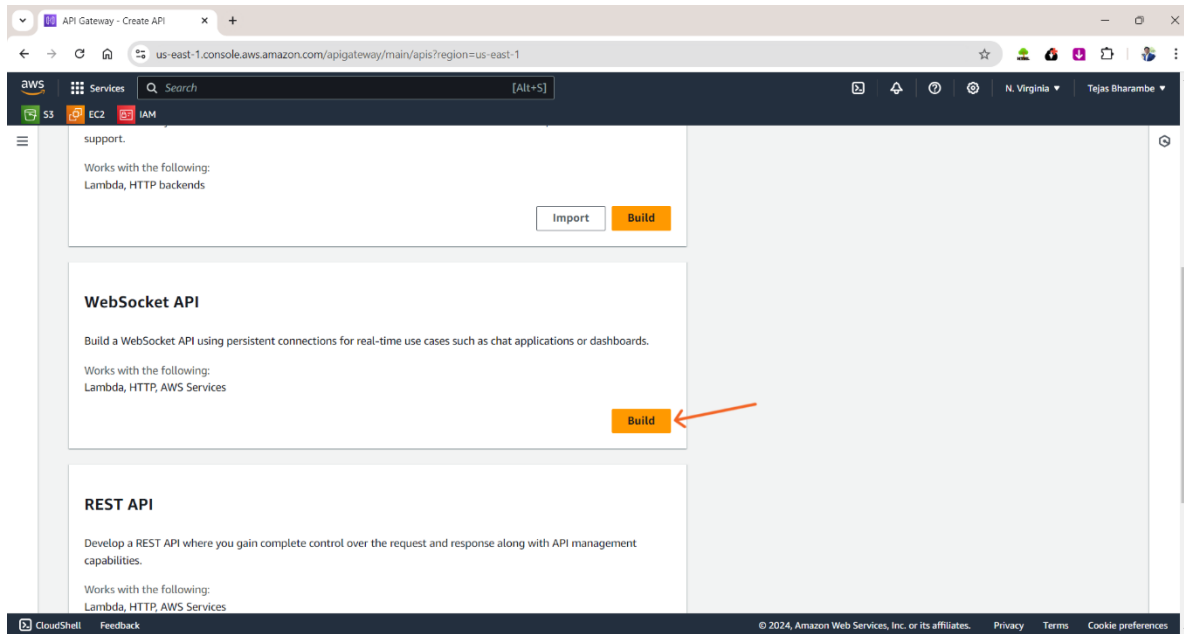 API Gateway - Create API
us-east-1.console.aws.amazon.com/apigateway/main/apis?region=us-east-1
aws
Services
Search
[Alt+S]
N. Virginia
Tejas Bharambe
S3
EC2
IAM
support.
Works with the following:
Lambda, HTTP backends
Import
Build
WebSocket API
Build a WebSocket API using persistent connections for real-time use cases such as chat applications or dashboards.
Works with the following:
Lambda, HTTP, AWS Services
Build
REST API
Develop a REST API where you gain complete control over the request and response along with API management
capabilities.
Works with the following:
Lambda, HTTP, AWS Services
CloudShell
Feedback
© 2024, Amazon Web Services, Inc. or its affiliates.
Privacy
Terms
Cookie preferences